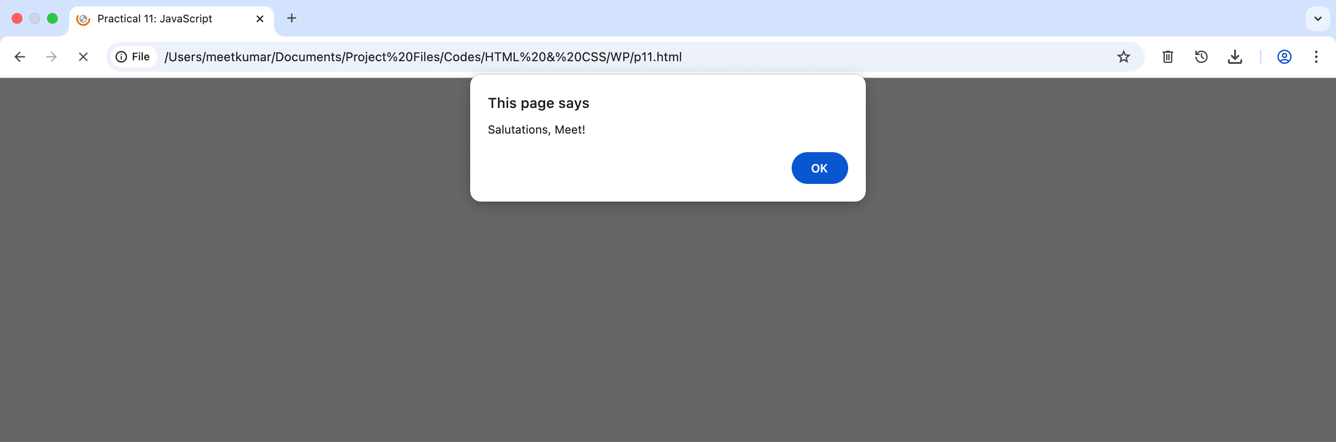 Practical 11: JavaScript
File /Users/meetkumar/Documents/Project%20Files/Codes/HTML%20&%20CSS/WP/p11.html
This page says
Salutations, Meet!
OK